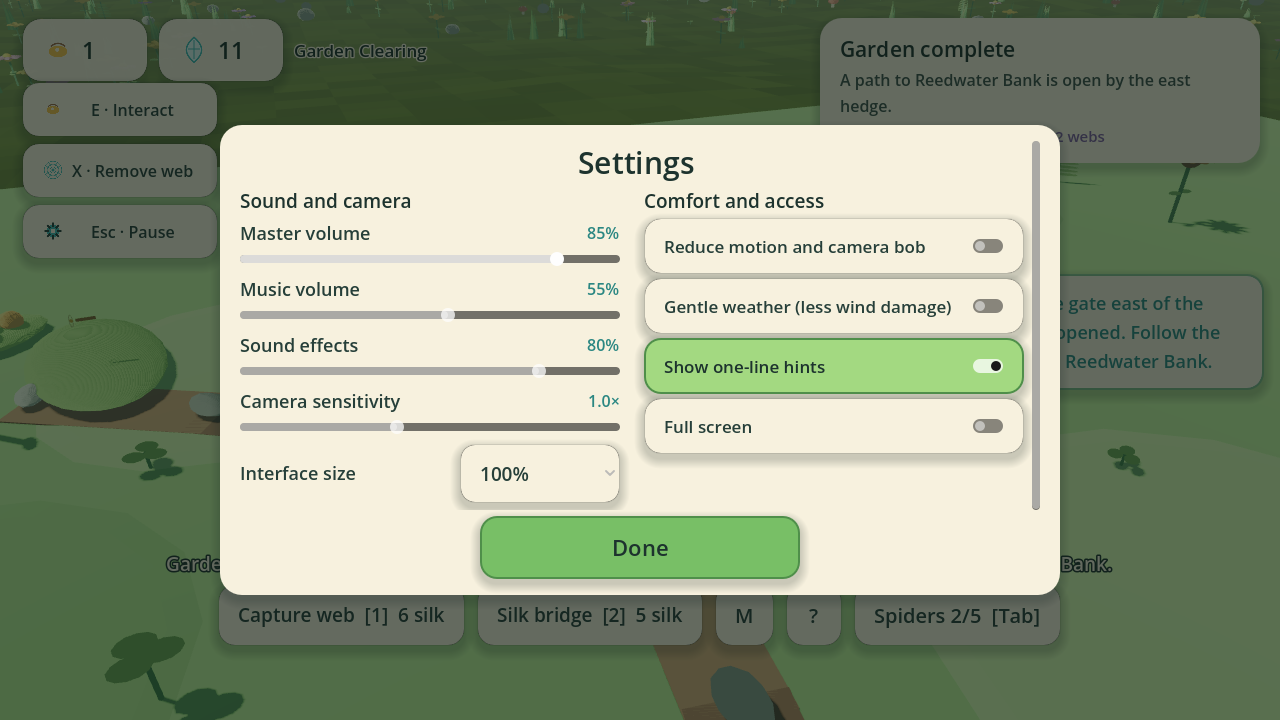 1
11
Garden Clearing
Garden complete
A path to Reedwater Bank is open by the east
hedge.
webs
E · Interact
X · Remove web
Esc · Pause
Settings
Sound and camera
Master volume 85%
Music volume 55%
Sound effects 80%
Camera sensitivity 1.0×
Interface size 100%
Comfort and access
Reduce motion and camera bob
Gentle weather (less wind damage)
Show one-line hints
Full screen
Done
gate east of the
opened. Follow the
Reedwater Bank.
Garde
Bank.
Capture web [1] 6 silk
Silk bridge [2] 5 silk
M
?
Spiders 2/5 [Tab]